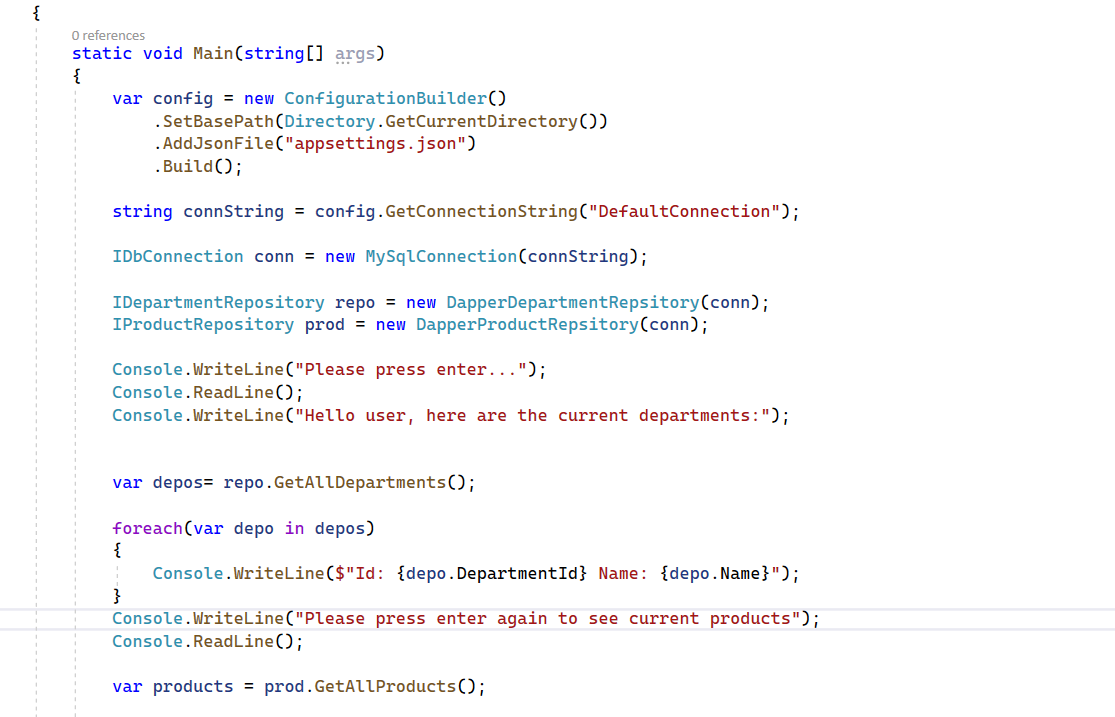 {
0 references
static void Main(string[] args)
{
var config = new ConfigurationBuilder()
.SetBasePath(Directory.GetCurrentDirectory())
.AddJsonFile("appsettings.json")
.Build();
string connString = config.GetConnectionString("DefaultConnection");
IDbConnection conn = new MySqlConnection(connString);
IDepartmentRepository repo = new DapperDepartmentRepsitory(conn);
IProductRepository prod = new DapperProductRepsitory(conn);
Console.WriteLine("Please press enter...");
Console.ReadLine();
Console.WriteLine("Hello user, here are the current departments:");
var depos= repo.GetAllDepartments();
foreach(var depo in depos)
{
Console.WriteLine($"Id: {depo.DepartmentId} Name: {depo.Name}");
}
Console.WriteLine("Please press enter again to see current products");
Console.ReadLine();
var products = prod.GetAllProducts();